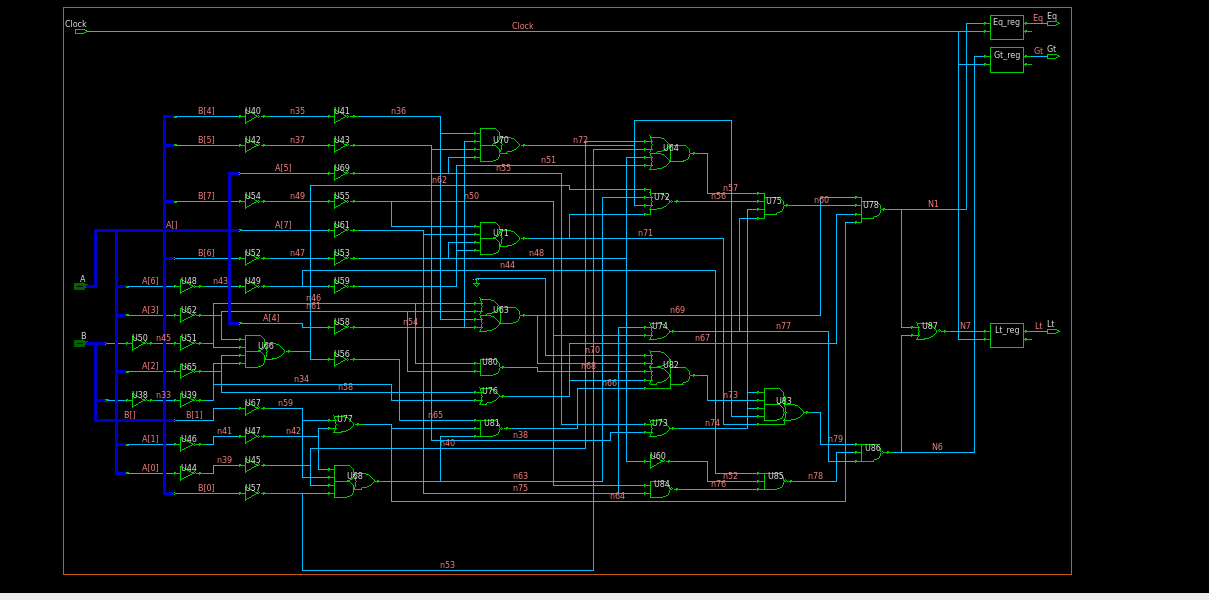 Clock
Clock
Eq_reg
Eq
Eq
Gt_reg
Gt
Gt
B[4] U40 n35 U41 n36
B[5] U42 n37 U43
U70 n72 U64
A[5] U69 n51
n55
n62
B[7] U54 n49 U55 n50 U72 n56 n57 U75 n60 U78 N1
A[] A[7] U61 U71 n71
B[6] U52 n47 U53 n48
n44
A
A[6] U48 n43 U49 U59
n46
n61
A[3] U62 U63 n69
A[4] U58 n54 U74 n77 U87 N7 Lt_reg Lt Lt
B U50 n45 U51 U66 n67
U56 n70
A[2] U65 U80 n68 U82
n34 n66
n58 U76
U38 n33 U39 n73 U83
U67 n59
B[] B[1] n65 U77 U81 U73 n74
A[1] U46 n41 U47 n42 n38 n79
n40 U86 N6
A[0] U44 n39 U45 U60
U68 n63 n52 U85 n78
B[0] U57 n75 U84 n76
n64
n53